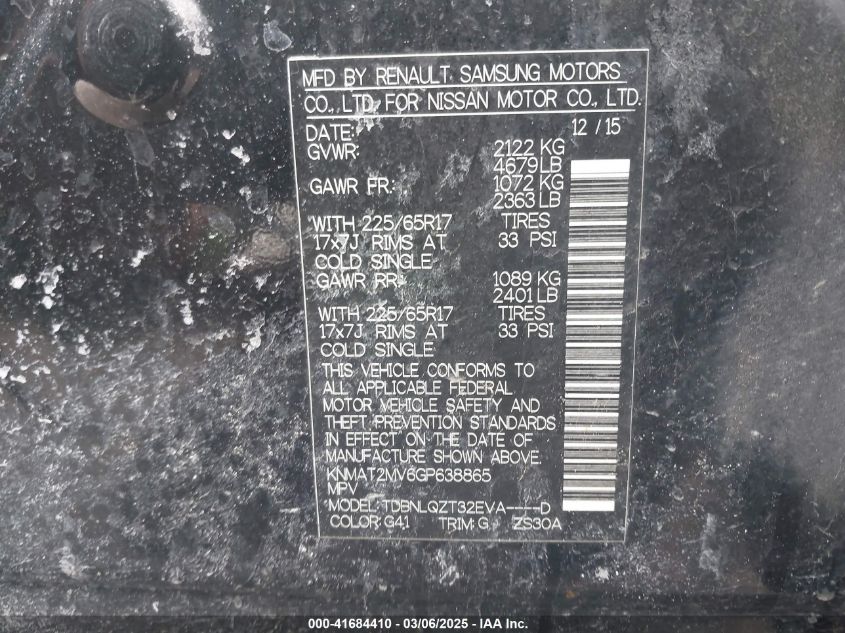 MFD BY RENAULT SAMSUNG MOTORS
CO., LTD. FOR NISSAN MOTOR CO., LTD.
DATE: 12 / 15
GVWR: 2122 KG
4679 LB
GAWR FR: 1072 KG
2363 LB
WITH 225/65R17 TIRES
17x7J RIMS AT 33 PSI
COLD SINGLE
GAWR RR: 1089 KG
2401 LB
WITH 225/65R17 TIRES
17x7J RIMS AT 33 PSI
COLD SINGLE
THIS VEHICLE CONFORMS TO
ALL APPLICABLE FEDERAL
MOTOR VEHICLE SAFETY AND
THEFT PREVENTION STANDARDS
IN EFFECT ON THE DATE OF
MANUFACTURE SHOWN ABOVE.
KNMAT2MV6GP638865
MPV
MODEL: TDBNLQZT32EVA----D
COLOR: G41 TRIM: G ZS30A
000-41684410 - 03/06/2025 - IAA Inc.